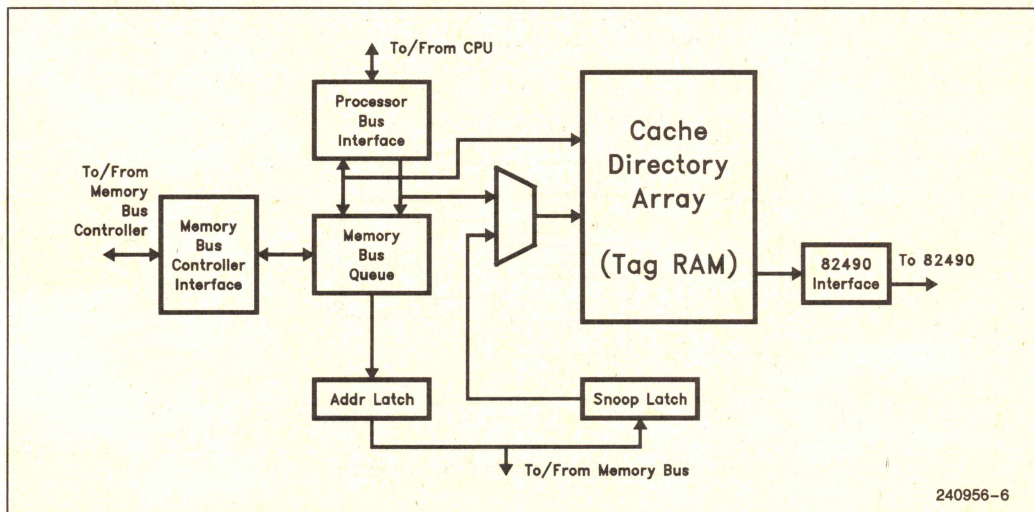 To/From CPU
Processor
Bus
Interface
Cache
Directory
Array
(Tag RAM)
To/From
Memory
Bus
Controller
Memory
Bus
Controller
Interface
Memory
Bus
Queue
82490
Interface
To 82490
Addr Latch
Snoop Latch
To/From Memory Bus
240956-6